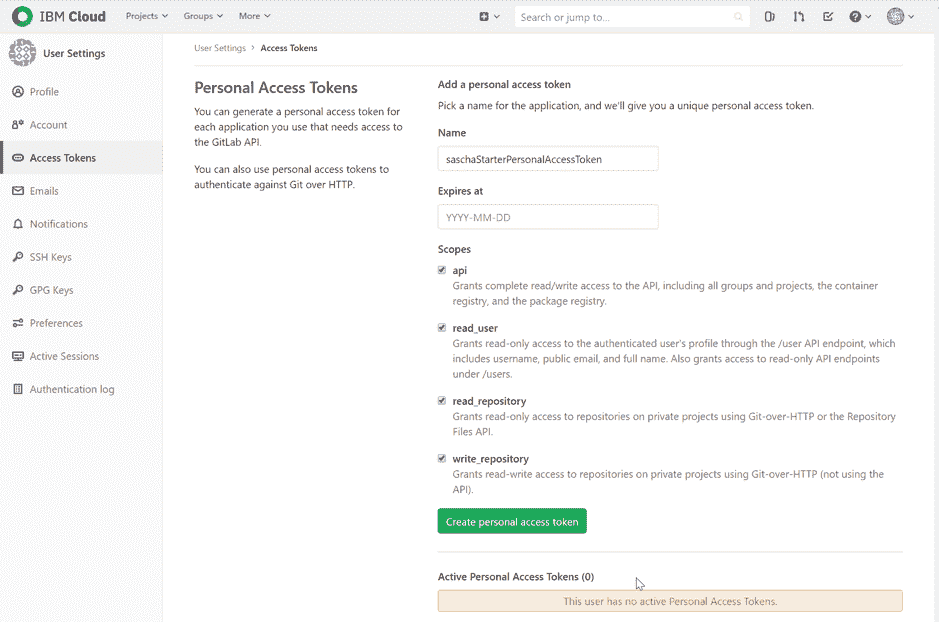 IBM Cloud Projects Groups More Search or jump to...
User Settings
Profile
Account
Access Tokens
Emails
Notifications
SSH Keys
GPG Keys
Preferences
Active Sessions
Authentication log
User Settings › Access Tokens
Personal Access Tokens
You can generate a personal access token for
each application you use that needs access to
the GitLab API.
You can also use personal access tokens to
authenticate against Git over HTTP.
Add a personal access token
Pick a name for the application, and we'll give you a unique personal access token.
Name
saschaStarterPersonalAccessToken
Expires at
YYYY-MM-DD
Scopes
api
Grants complete read/write access to the API, including all groups and projects, the container
registry, and the package registry.
read_user
Grants read-only access to the authenticated user's profile through the /user API endpoint, which
includes username, public email, and full name. Also grants access to read-only API endpoints
under /users.
read_repository
Grants read-only access to repositories on private projects using Git-over-HTTP or the Repository
Files API.
write_repository
Grants read-write access to repositories on private projects using Git-over-HTTP (not using the
API).
Create personal access token
Active Personal Access Tokens (0)
This user has no active Personal Access Tokens.